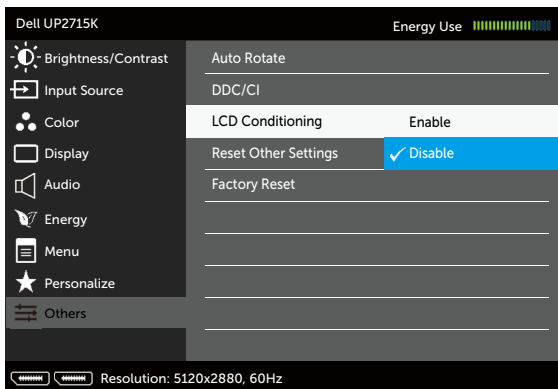 Dell UP2715K
Energy Use
Brightness/Contrast
Auto Rotate
Input Source
DDC/CI
Color
LCD Conditioning
Enable
Display
Reset Other Settings
Disable
Audio
Factory Reset
Energy
Menu
Personalize
Others
Resolution: 5120x2880, 60Hz